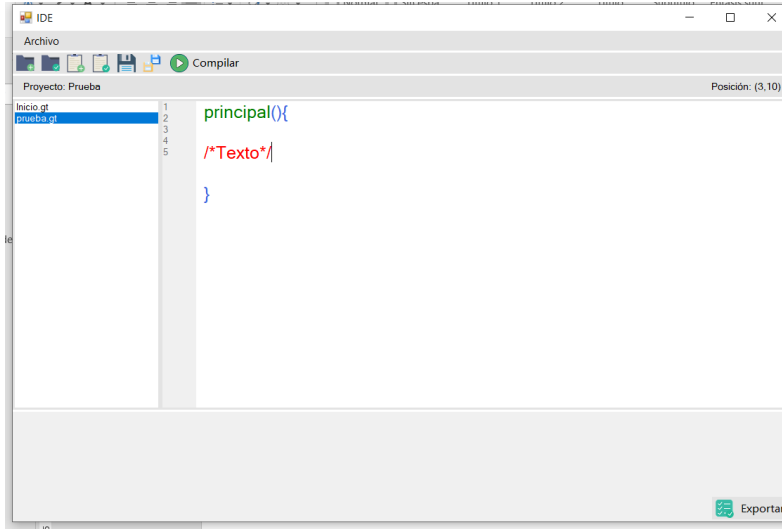 IDE
Archivo
Compilar
Proyecto: Prueba
Posición: (3,10)
Inicio.gt
prueba.gt
1
2
3
4
5
principal(){
/*Texto*/
}
Exportar